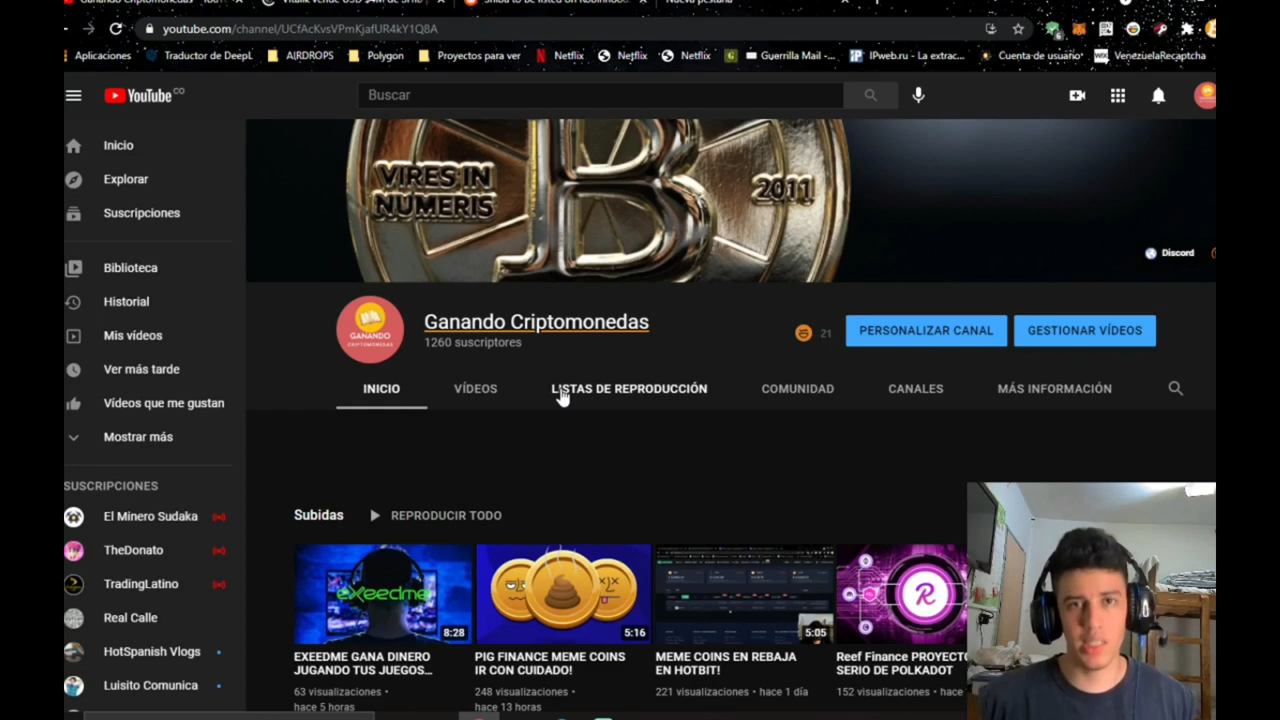 youtube.com/channel/UCfAcKvsVPmKjafUR4kY1Q8A
Aplicaciones Traductor de DeepL AIRDROPS Polygon Proyectos para ver Netflix Netflix Netflix Guerrilla Mail -... IPweb.ru - La extrac... Cuenta de usuario VenezuelaRecaptcha
YouTube CO
Buscar
Inicio
Explorar
Suscripciones
Biblioteca
Historial
Mis vídeos
Ver más tarde
Vídeos que me gustan
Mostrar más
SUSCRIPCIONES
El Minero Sudaka
TheDonato
TradingLatino
Real Calle
HotSpanish Vlogs
Luisito Comunica
VIRES IN
NUMERIS
2011
Discord
GANANDO
CRIPTOMONEDAS
Ganando Criptomonedas
1260 suscriptores
21
PERSONALIZAR CANAL
GESTIONAR VÍDEOS
INICIO VÍDEOS LISTAS DE REPRODUCCIÓN COMUNIDAD CANALES MÁS INFORMACIÓN
Subidas REPRODUCIR TODO
exeedme
8:28
5:16
5:05
EXEEDME GANA DINERO
JUGANDO TUS JUEGOS...
63 visualizaciones •
hace 5 horas
PIG FINANCE MEME COINS
IR CON CUIDADO!
248 visualizaciones •
hace 13 horas
MEME COINS EN REBAJA
EN HOTBIT!
221 visualizaciones • hace 1 día
Reef Finance PROYECTO
SERIO DE POLKADOT
152 visualizaciones • hace